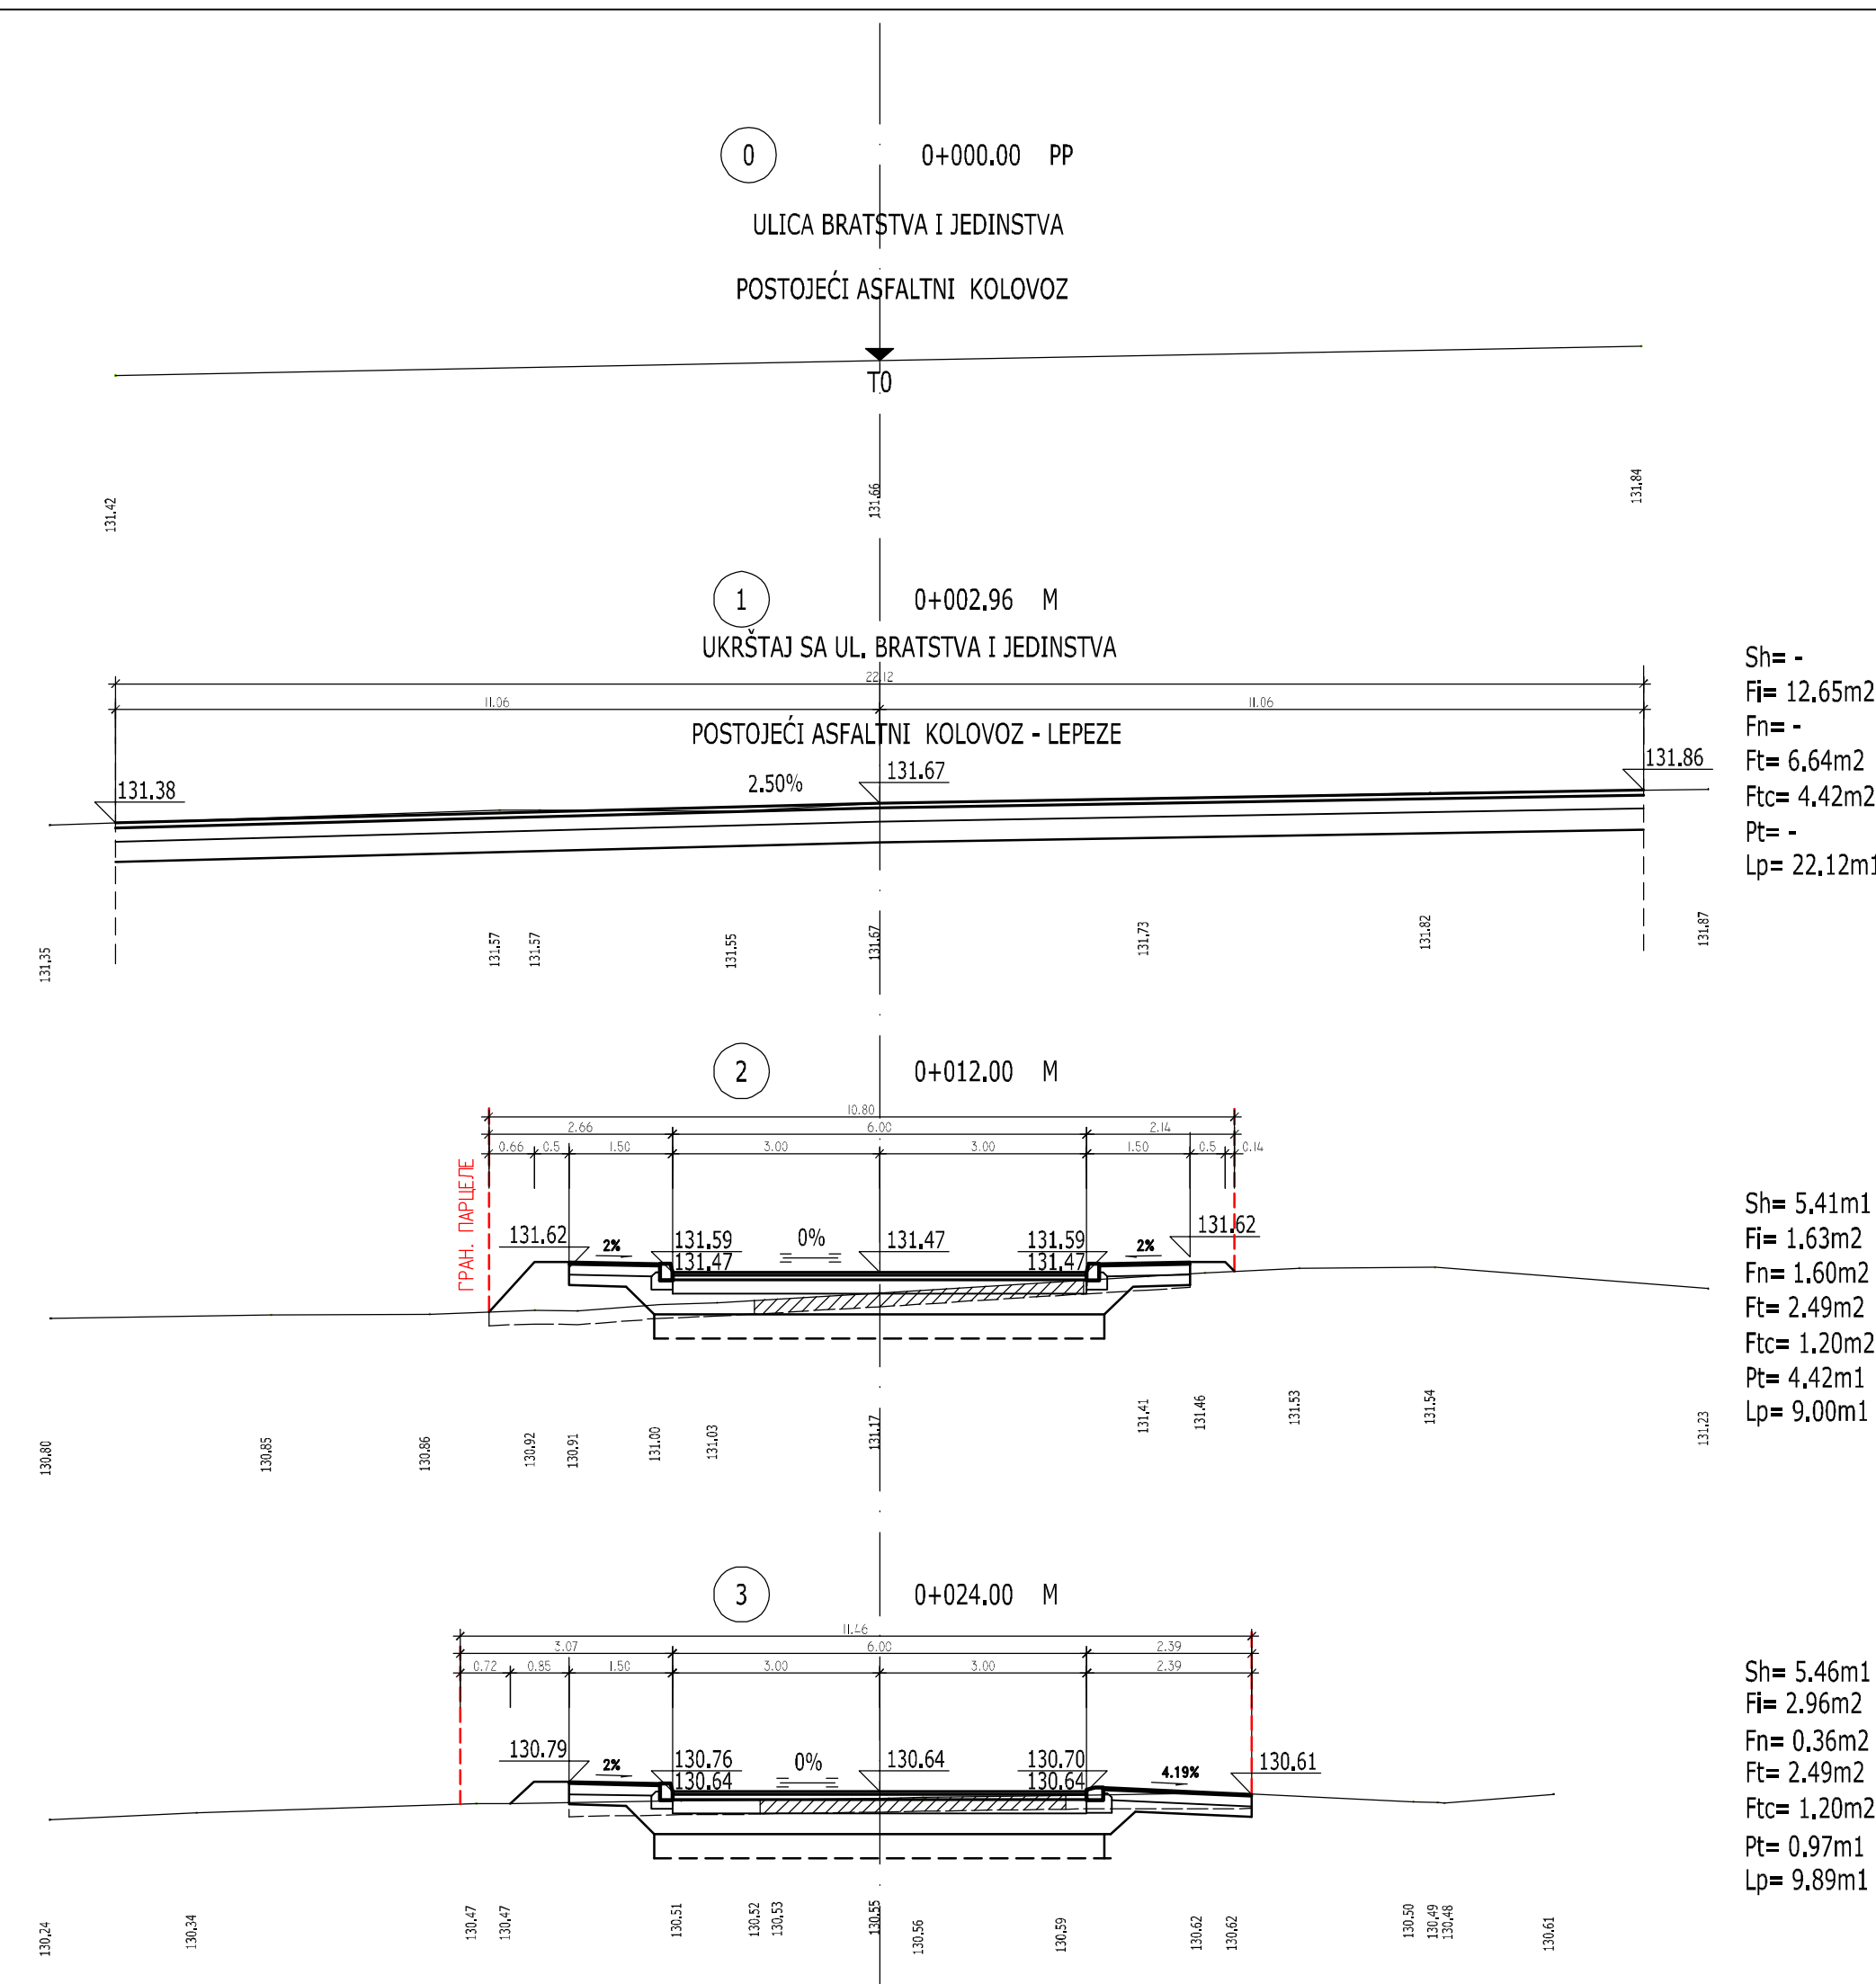 0 0+000.00 PP
ULICA BRATSTVA I JEDINSTVA
POSTOJEĆI ASFALTNI KOLOVOZ
T0
131.42 131.66 131.84
1 0+002.96 M
UKRŠTAJ SA UL. BRATSTVA I JEDINSTVA
22.12
11.06 11.06
POSTOJEĆI ASFALTNI KOLOVOZ - LEPEZE
131.38 2.50% 131.67 131.86
Sh= -
Fi= 12.65m2
Fn= -
Ft= 6.64m2
Ftc= 4.42m2
Pt= -
Lp= 22.12m1
131.35 131.57 131.57 131.55 131.67 131.73 131.82 131.87
2 0+012.00 M
10.80
2.66 6.00 2.14
0.66 0.5 1.50 3.00 3.00 1.50 0.5 0.14
ГРАН. ПАРЦЕЛЕ
131.62 2% 131.59 0% 131.47 131.59 2% 131.62
131.47 131.47
Sh= 5.41m1
Fi= 1.63m2
Fn= 1.60m2
Ft= 2.49m2
Ftc= 1.20m2
Pt= 4.42m1
Lp= 9.00m1
130.80 130.85 130.86 130.92 130.91 131.00 131.03 131.17 131.41 131.46 131.53 131.54 131.23
3 0+024.00 M
11.46
3.07 6.00 2.39
0.72 0.85 1.50 3.00 3.00 2.39
130.79 2% 130.76 0% 130.64 130.70 4.19% 130.61
130.64 130.64
Sh= 5.46m1
Fi= 2.96m2
Fn= 0.36m2
Ft= 2.49m2
Ftc= 1.20m2
Pt= 0.97m1
Lp= 9.89m1
130.24 130.34 130.47 130.47 130.51 130.52 130.53 130.55 130.56 130.59 130.62 130.62 130.50 130.49 130.48 130.61